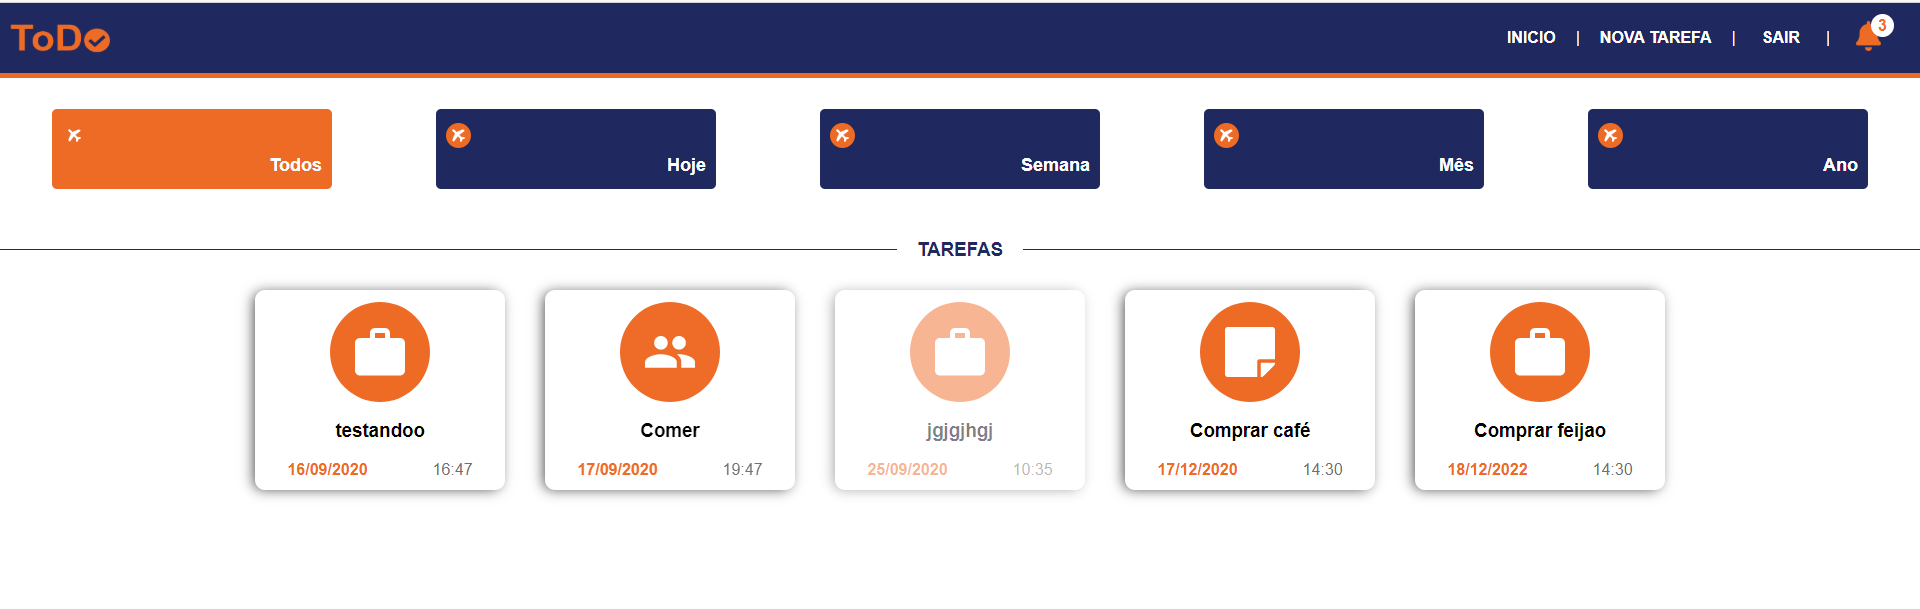 ToDo
INICIO | NOVA TAREFA | SAIR | 3
Todos
Hoje
Semana
Mês
Ano
TAREFAS
testandoo
16/09/2020 16:47
Comer
17/09/2020 19:47
jgjgjhgj
25/09/2020 10:35
Comprar café
17/12/2020 14:30
Comprar feijao
18/12/2022 14:30